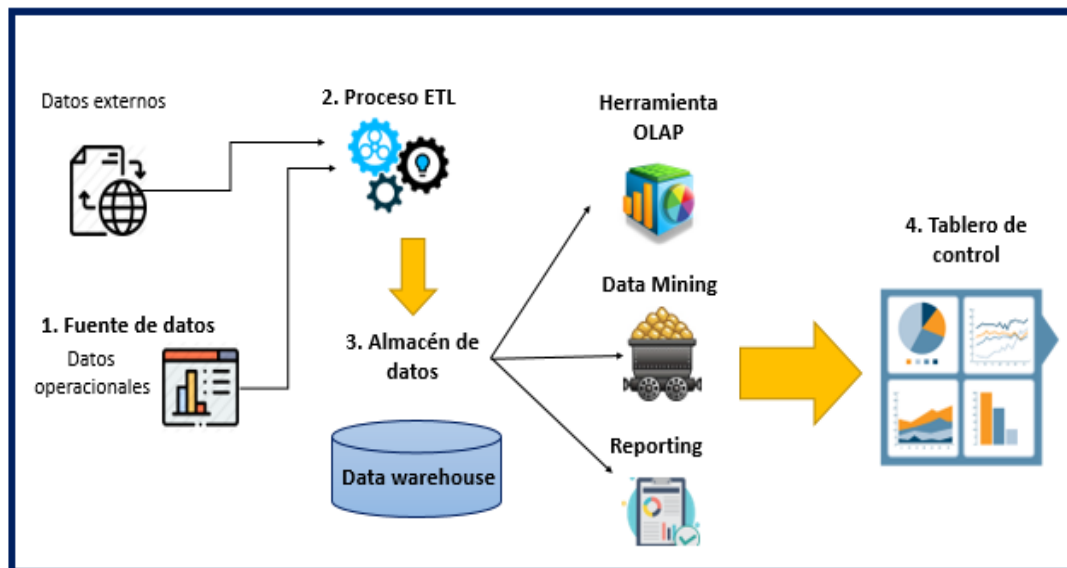 Datos externos
1. Fuente de datos
Datos
operacionales
2. Proceso ETL
3. Almacén de
datos
Data warehouse
Herramienta
OLAP
Data Mining
Reporting
4. Tablero de
control